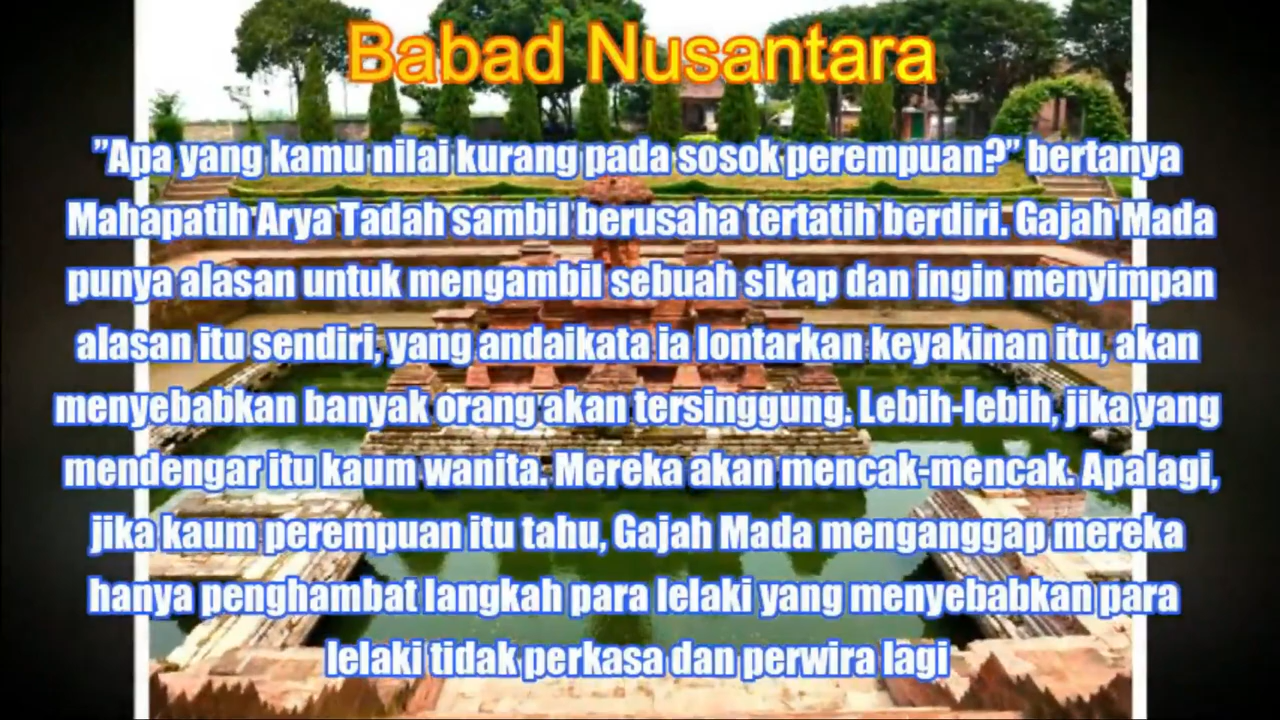 Babad Nusantara
”Apa yang kamu nilai kurang pada sosok perempuan?” bertanya
Mahapatih Arya Tadah sambil berusaha tertatih berdiri. Gajah Mada
punya alasan untuk mengambil sebuah sikap dan ingin menyimpan
alasan itu sendiri, yang andaikata ia lontarkan keyakinan itu, akan
menyebabkan banyak orang akan tersinggung. Lebih-lebih, jika yang
mendengar itu kaum wanita. Mereka akan mencak-mencak. Apalagi,
jika kaum perempuan itu tahu, Gajah Mada menganggap mereka
hanya penghambat langkah para lelaki yang menyebabkan para
lelaki tidak perkasa dan perwira lagi